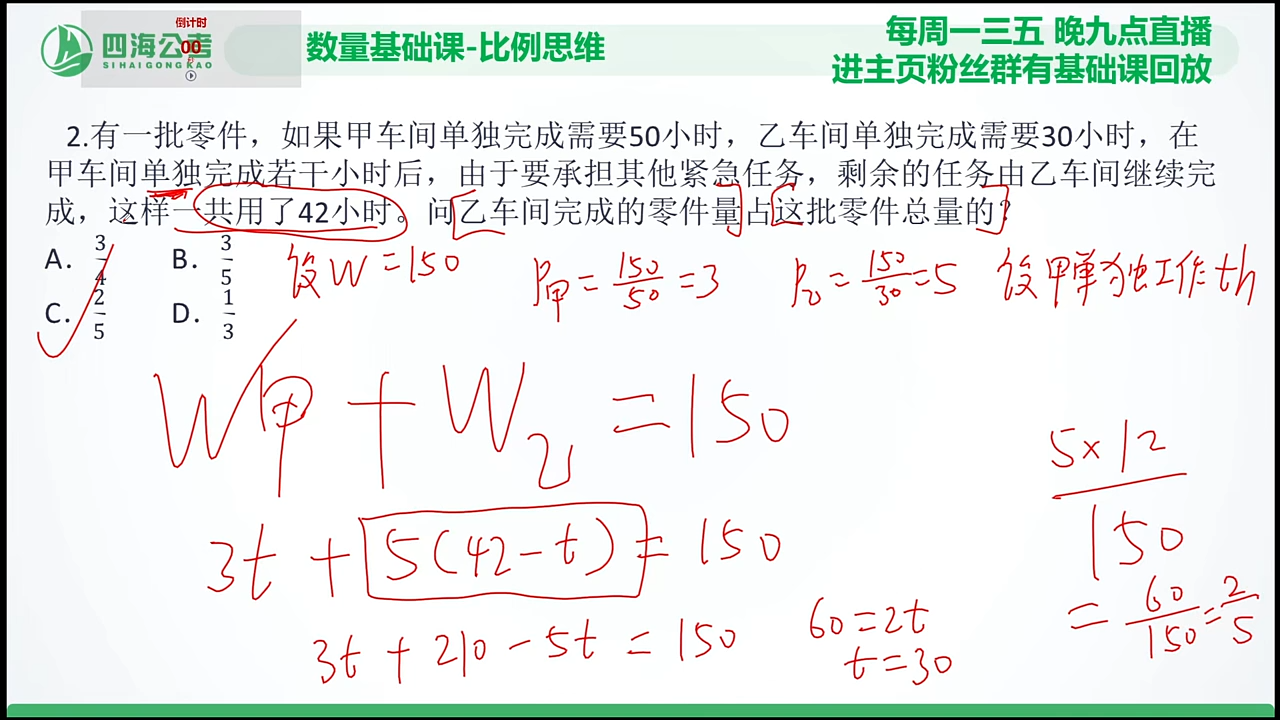 倒计时
00
四海公考
SIHAIGONGKAO
数量基础课-比例思维
每周一三五 晚九点直播
进主页粉丝群有基础课回放
2.有一批零件，如果甲车间单独完成需要50小时，乙车间单独完成需要30小时，在
甲车间单独完成若干小时后，由于要承担其他紧急任务，剩余的任务由乙车间继续完
成，这样一共用了42小时。问乙车间完成的零件量占这批零件总量的?
A. 3/4 B. 3/5
C. 2/5 D. 1/3
设W=150 P甲=150/50=3 P乙=150/30=5 设甲单独工作th
W甲+W乙=150
3t+5(42-t)=150
3t+210-5t=150
60=2t
t=30
5×12/150
=60/150=2/5